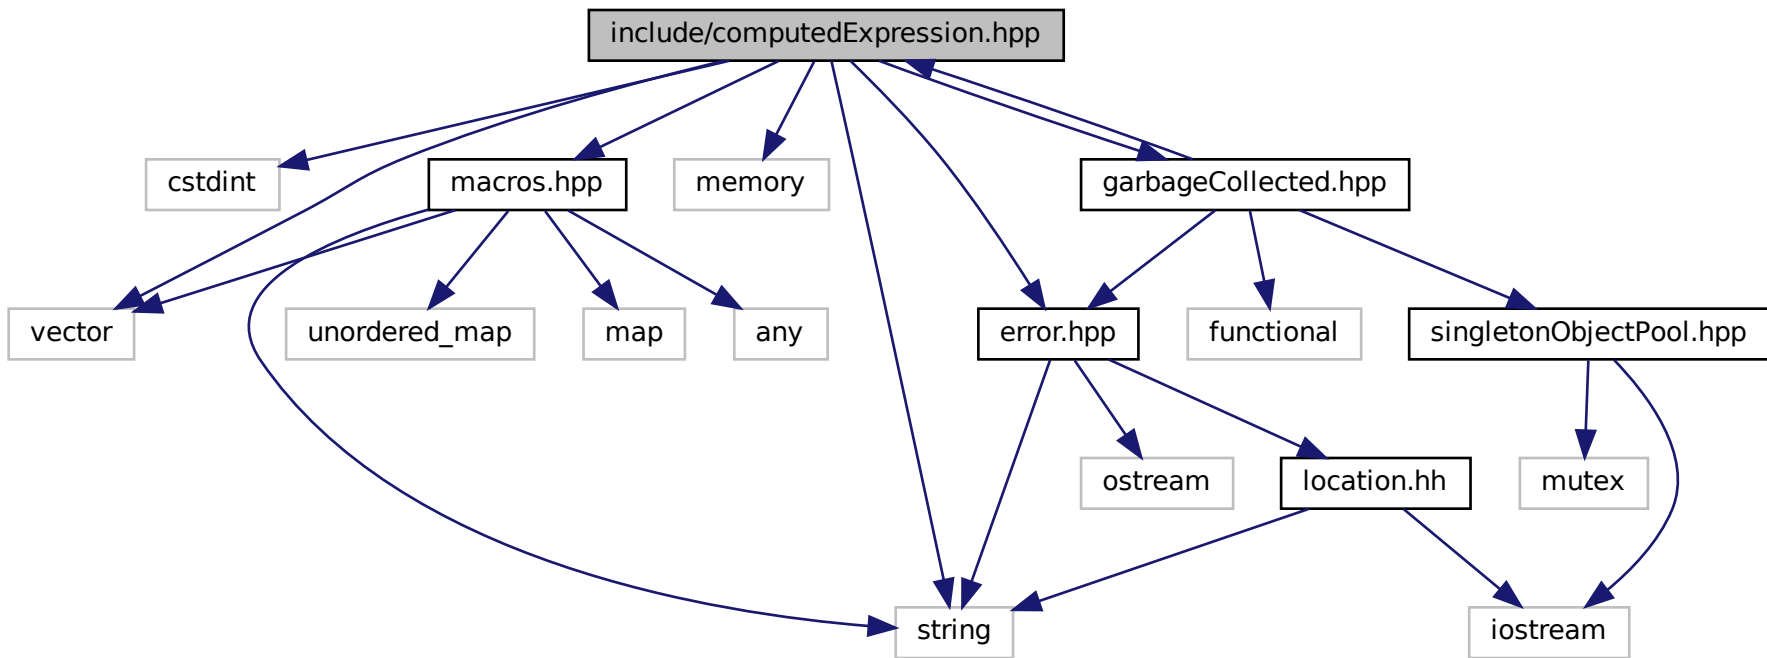 include/computedExpression.hpp
cstdint
macros.hpp
memory
garbageCollected.hpp
vector
unordered_map
map
any
error.hpp
functional
singletonObjectPool.hpp
ostream
location.hh
mutex
string
iostream